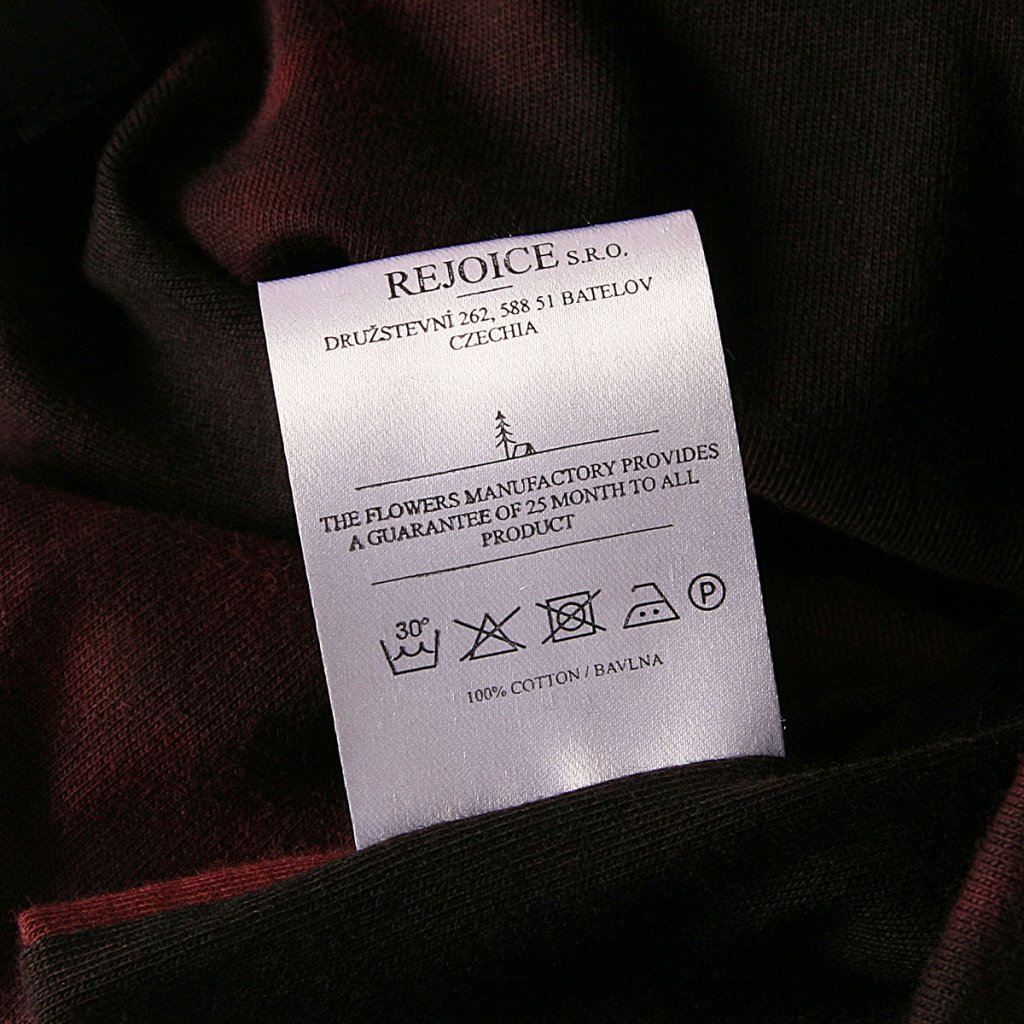 REJOICE S.R.O.
DRUŽSTEVNÍ 262, 588 51 BATELOV
CZECHIA
THE FLOWERS MANUFACTORY PROVIDES
A GUARANTEE OF 25 MONTH TO ALL
PRODUCT
30° P
100% COTTON / BAVLNA